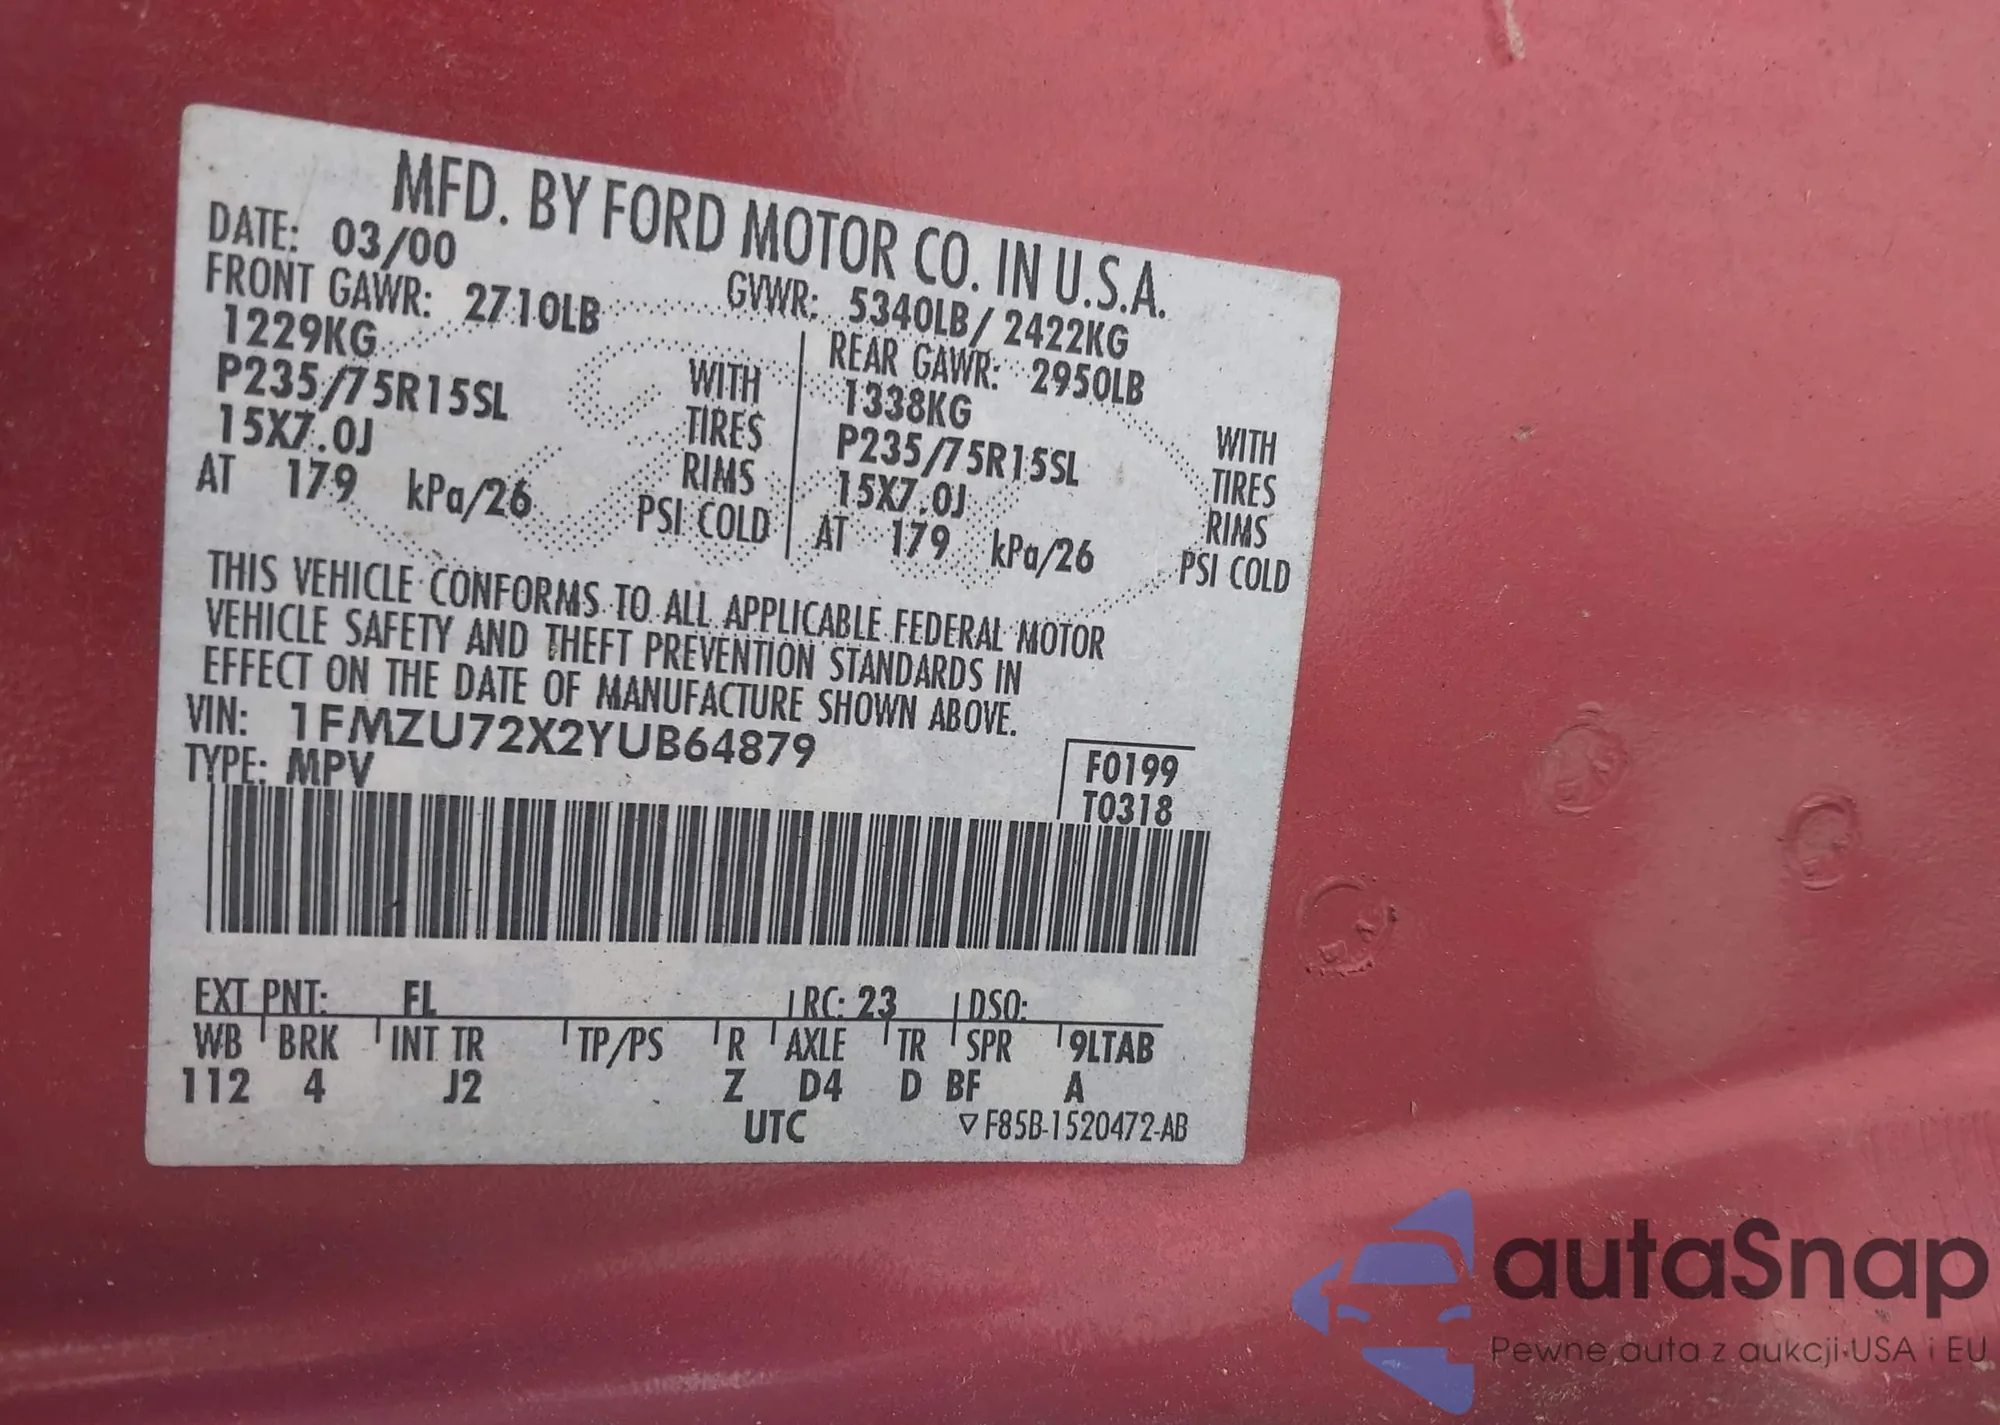 MFD. BY FORD MOTOR CO. IN U.S.A.
DATE: 03/00 GVWR: 5340LB/ 2422KG
FRONT GAWR: 2710LB REAR GAWR: 2950LB
1229KG WITH 1338KG WITH
P235/75R15SL TIRES P235/75R15SL TIRES
15X7.0J RIMS 15X7.0J RIMS
AT 179 kPa/26 PSI COLD AT 179 kPa/26 PSI COLD
THIS VEHICLE CONFORMS TO ALL APPLICABLE FEDERAL MOTOR
VEHICLE SAFETY AND THEFT PREVENTION STANDARDS IN
EFFECT ON THE DATE OF MANUFACTURE SHOWN ABOVE.
VIN: 1FMZU72X2YUB64879
TYPE: MPV F0199
T0318
EXT PNT: FL RC: 23 DSO:
WB BRK INT TR TP/PS R AXLE TR SPR 9LTAB
112 4 J2 Z D4 D BF A
UTC ▽F85B-1520472-AB
autaSnap
Pewne auta z aukcji USA i EU